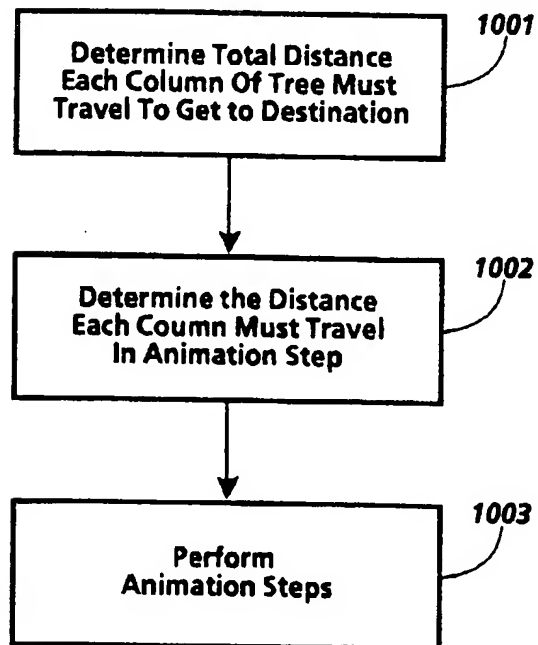 1001
Determine Total Distance
Each Column Of Tree Must
Travel To Get to Destination
1002
Determine the Distance
Each Coumn Must Travel
In Animation Step
1003
Perform
Animation Steps